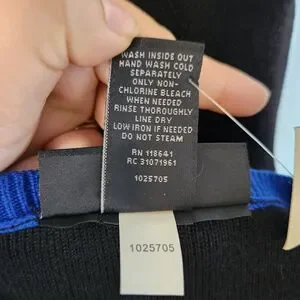 WASH INSIDE OUT
HAND WASH COLD
SEPARATELY
ONLY NON-
CHLORINE BLEACH
WHEN NEEDED
RINSE THOROUGHLY
LINE DRY
LOW IRON IF NEEDED
DO NOT STEAM
RN 118641
RC 31071961
1025705
1025705